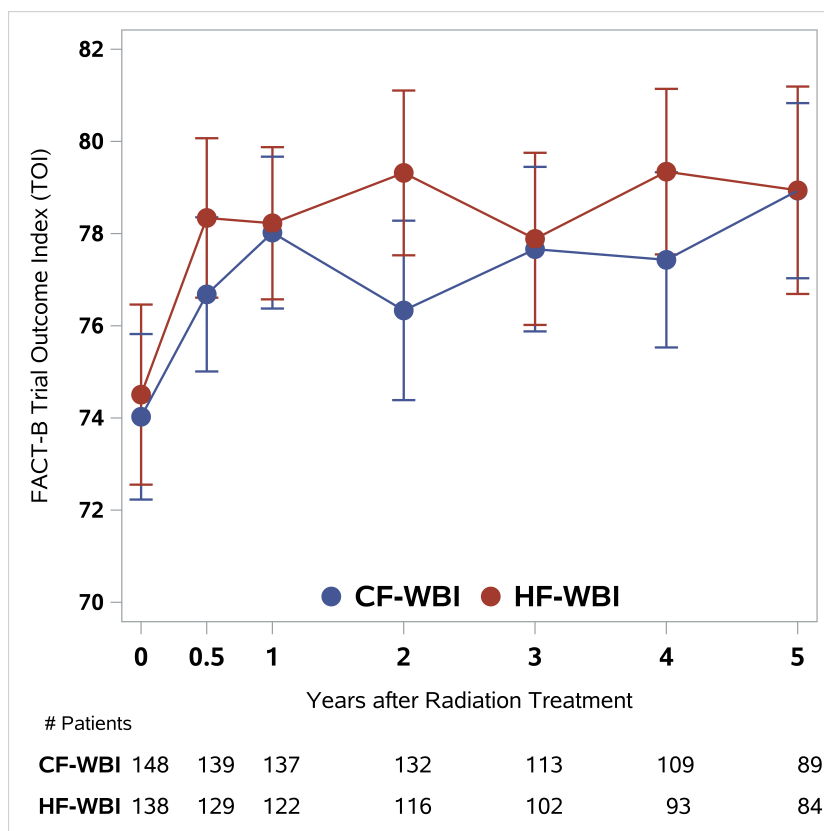 82
80
78
76
74
72
70
FACT-B Trial Outcome Index (TOI)
CF-WBI HF-WBI
0 0.5 1 2 3 4 5
Years after Radiation Treatment
# Patients
CF-WBI 148 139 137 132 113 109 89
HF-WBI 138 129 122 116 102 93 84